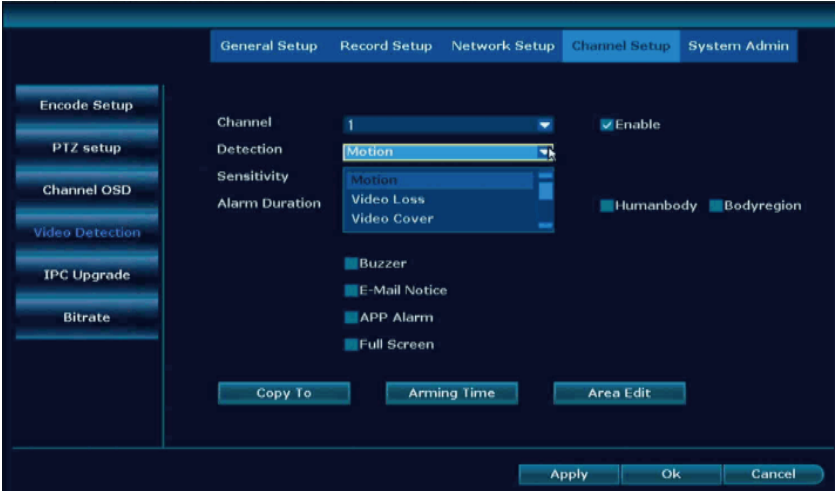 General Setup Record Setup Network Setup Channel Setup System Admin
Encode Setup
PTZ setup
Channel OSD
Video Detection
IPC Upgrade
Bitrate
Channel 1 Enable
Detection Motion
Sensitivity Motion
Alarm Duration Video Loss Humanbody Bodyregion
Video Cover
Buzzer
E-Mail Notice
APP Alarm
Full Screen
Copy To Arming Time Area Edit
Apply Ok Cancel